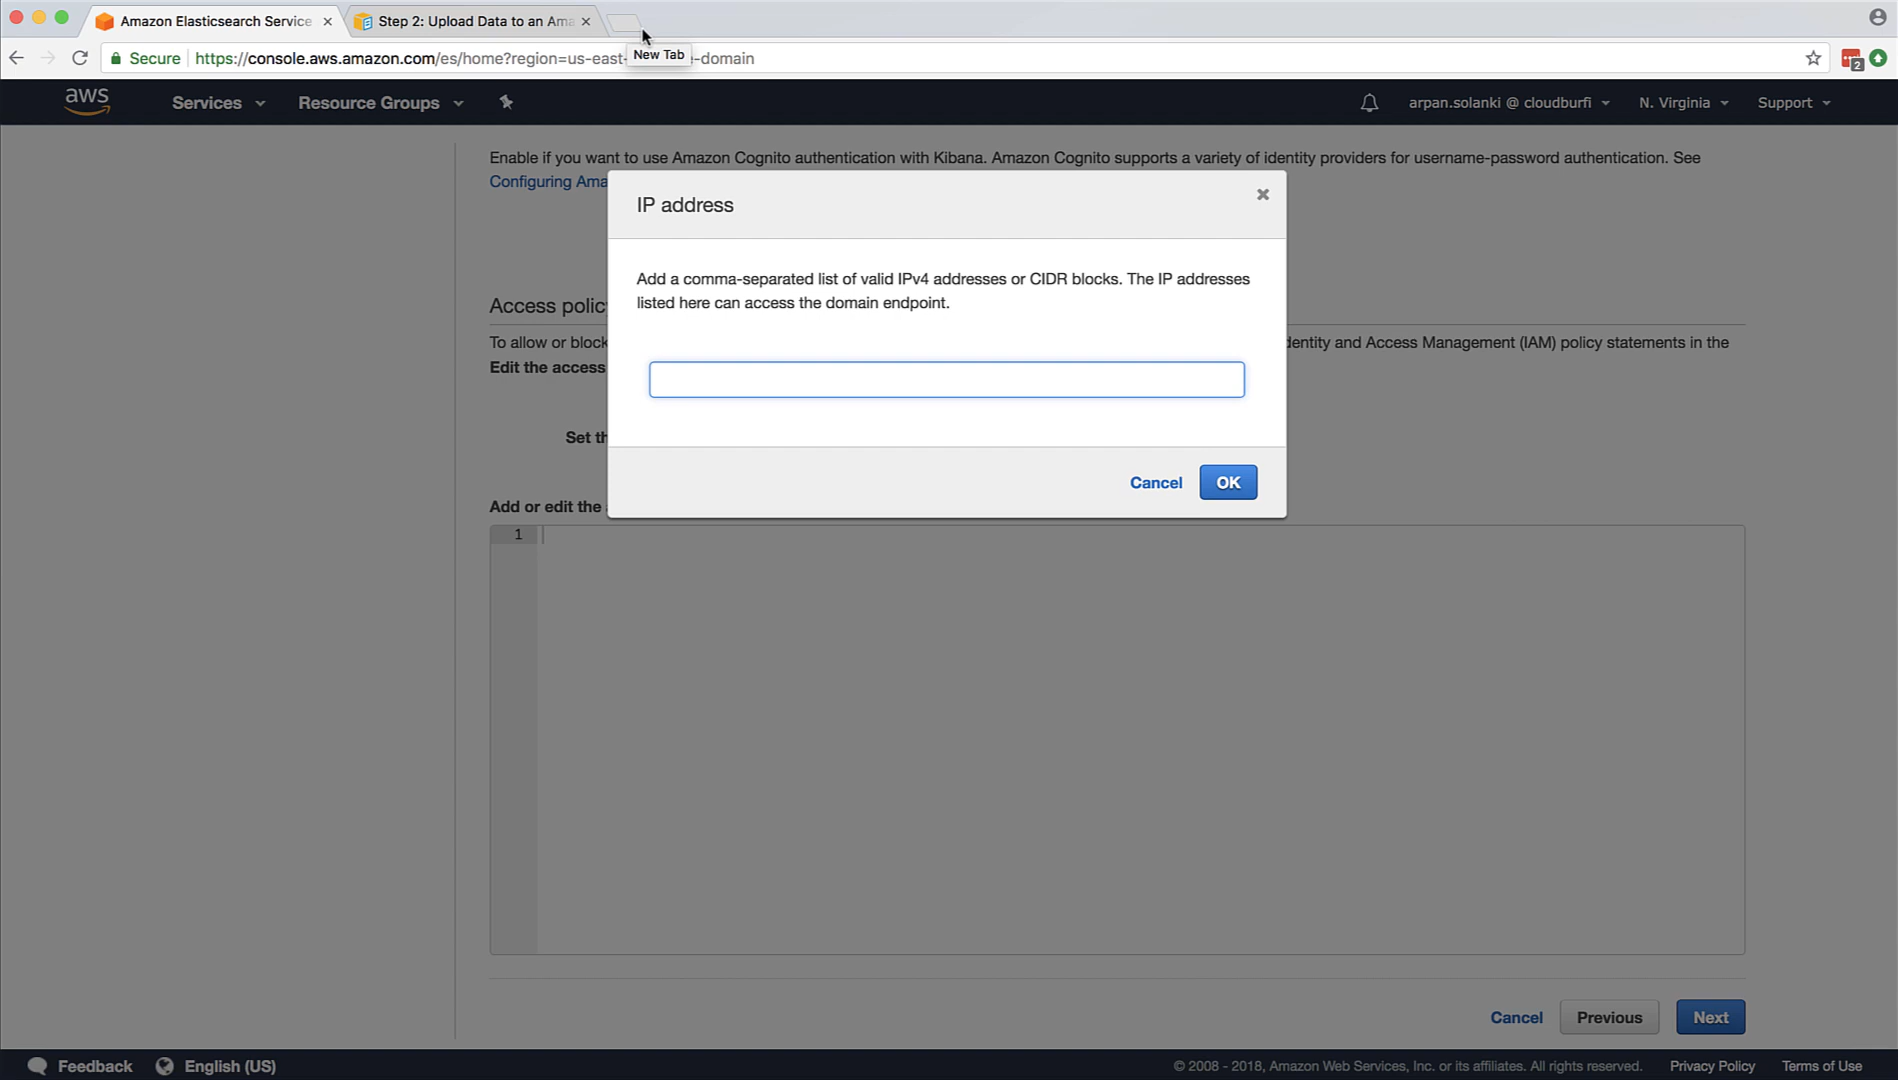 Amazon Elasticsearch Service
Step 2: Upload Data to an Ama
New Tab
Secure
https://console.aws.amazon.com/es/home?region=us-east-
-domain
2
aws
Services
Resource Groups
arpan.solanki @ cloudburfi
N. Virginia
Support
Enable if you want to use Amazon Cognito authentication with Kibana. Amazon Cognito supports a variety of identity providers for username-password authentication. See
Configuring Ama
IP address
Add a comma-separated list of valid IPv4 addresses or CIDR blocks. The IP addresses
listed here can access the domain endpoint.
Access polic
To allow or block
dentity and Access Management (IAM) policy statements in the
Edit the access
Set th
Cancel
OK
Add or edit the
1
Cancel
Previous
Next
Feedback
English (US)
© 2008 - 2018, Amazon Web Services, Inc. or its affiliates. All rights reserved.
Privacy Policy
Terms of Use